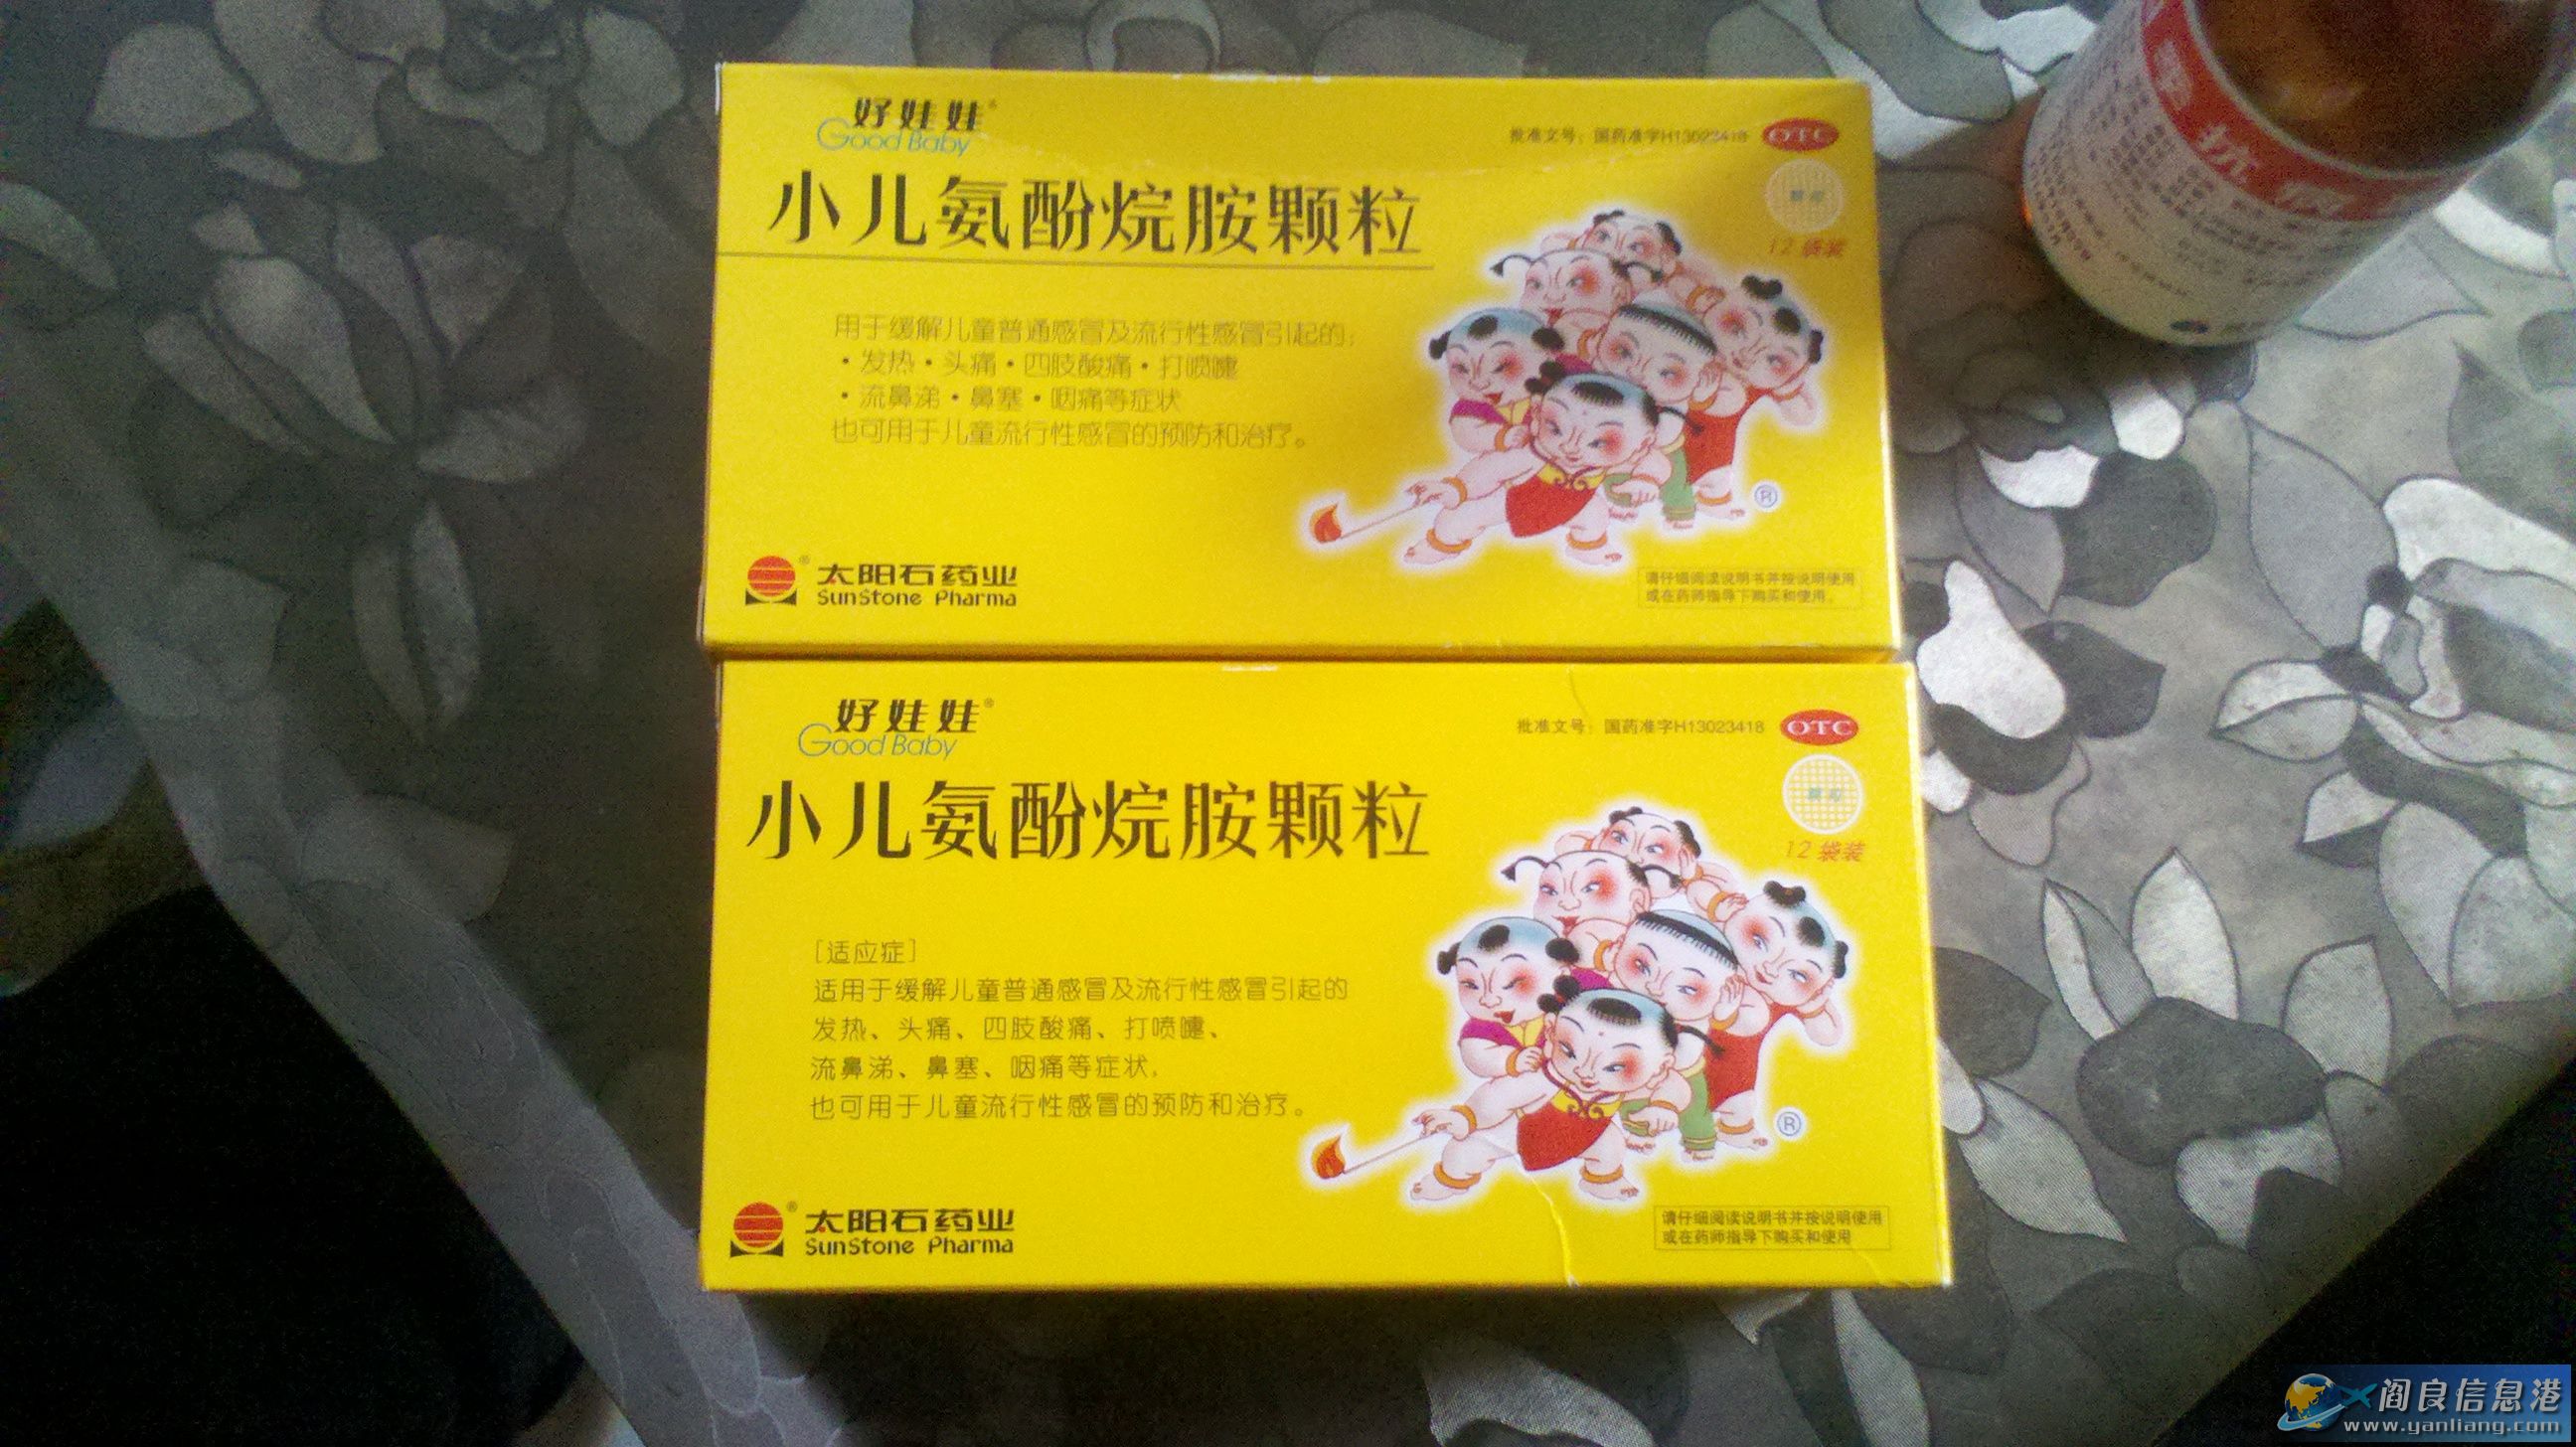 好娃娃®
Good Baby
批准文号：国药准字H13023418 OTC
小儿氨酚烷胺颗粒
12袋装
用于缓解儿童普通感冒及流行性感冒引起的：
·发热·头痛·四肢酸痛·打喷嚏
·流鼻涕·鼻塞·咽痛等症状
也可用于儿童流行性感冒的预防和治疗。
®
太阳石药业
SunStone Pharma
请仔细阅读说明书并按说明使用
或在药师指导下购买和使用。
好娃娃®
Good Baby
批准文号：国药准字H13023418 OTC
小儿氨酚烷胺颗粒
12袋装
［适应症］
适用于缓解儿童普通感冒及流行性感冒引起的
发热、头痛、四肢酸痛、打喷嚏、
流鼻涕、鼻塞、咽痛等症状，
也可用于儿童流行性感冒的预防和治疗。
®
太阳石药业
SunStone Pharma
请仔细阅读说明书并按说明使用
或在药师指导下购买和使用
抗病
阎良信息港
www.yanliang.com